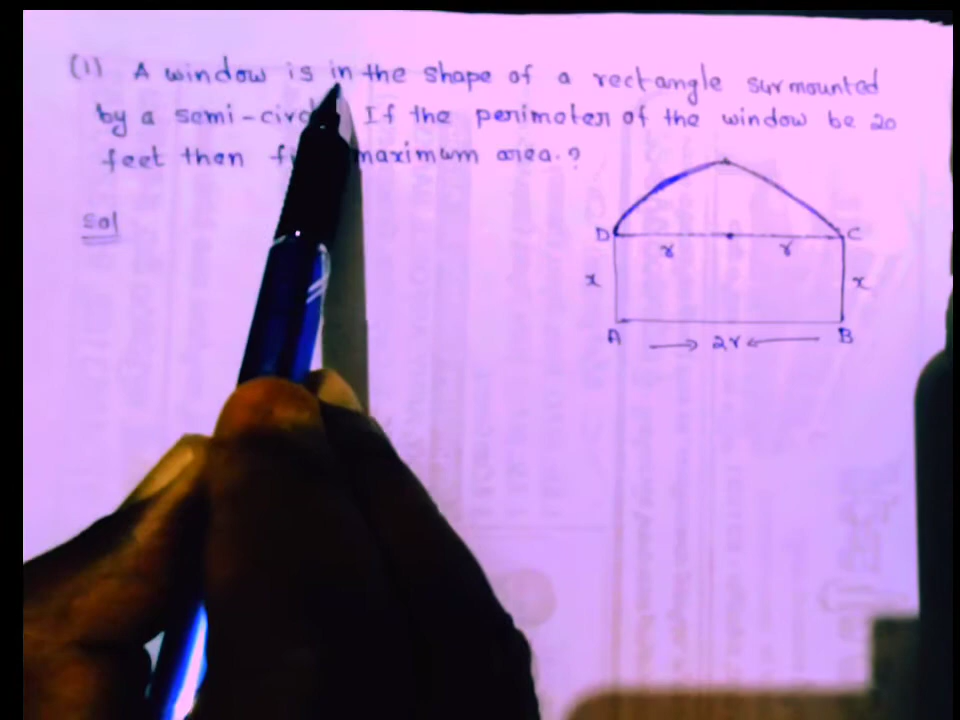 (1) A window is in the shape of a rectangle surmounted
by a semi-circ If the perimeter of the window be 20
feet then f maximum area.?
Sol
D C
r r
x x
A → 2r ← B